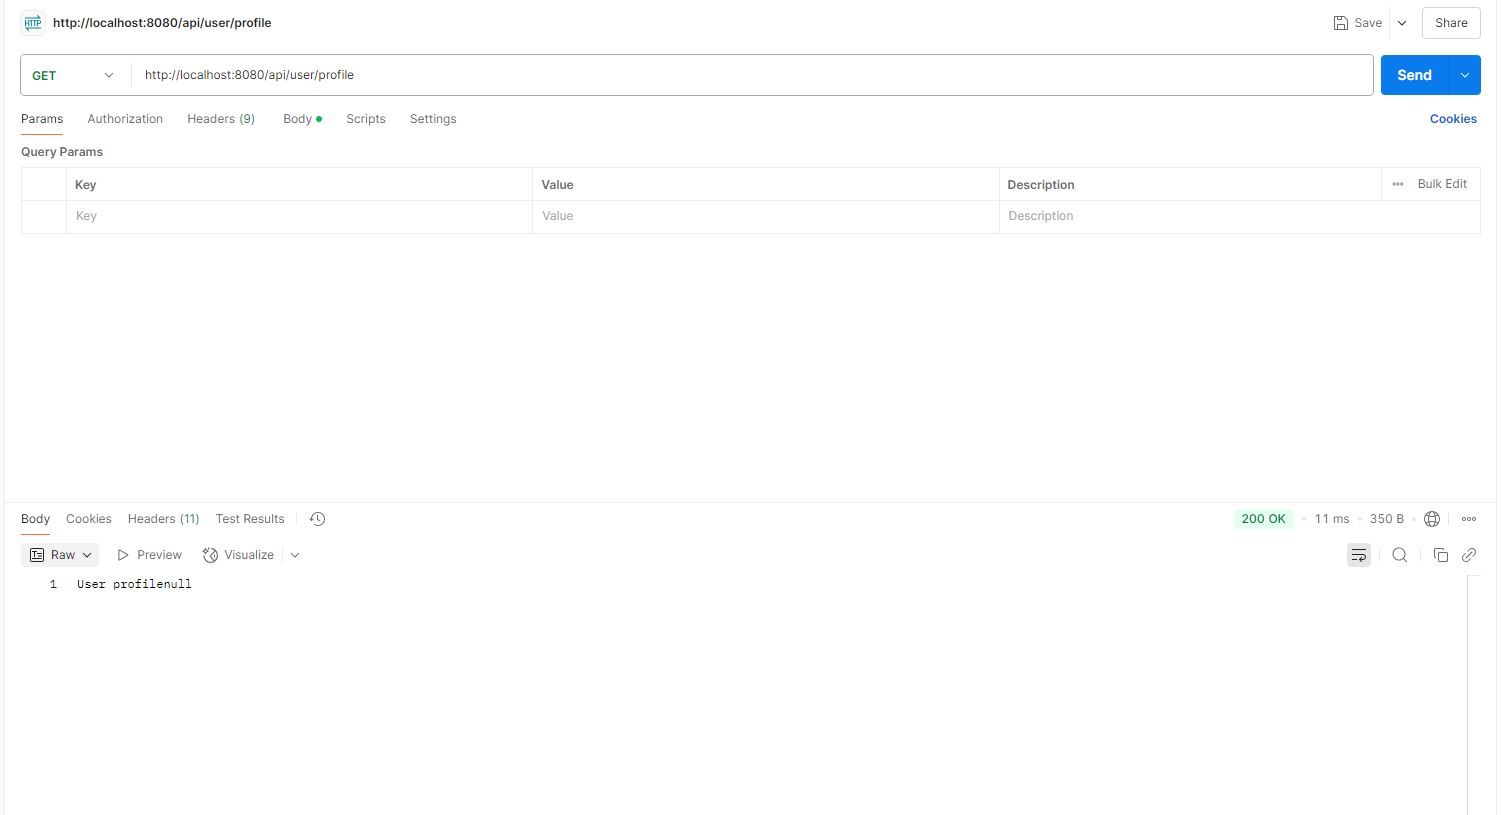 HTTP http://localhost:8080/api/user/profile Save Share
GET http://localhost:8080/api/user/profile Send
Params Authorization Headers (9) Body Scripts Settings Cookies
Query Params
Key Value Description Bulk Edit
Key Value Description
Body Cookies Headers (11) Test Results 200 OK 11 ms 350 B
Raw Preview Visualize
1 User profilenull